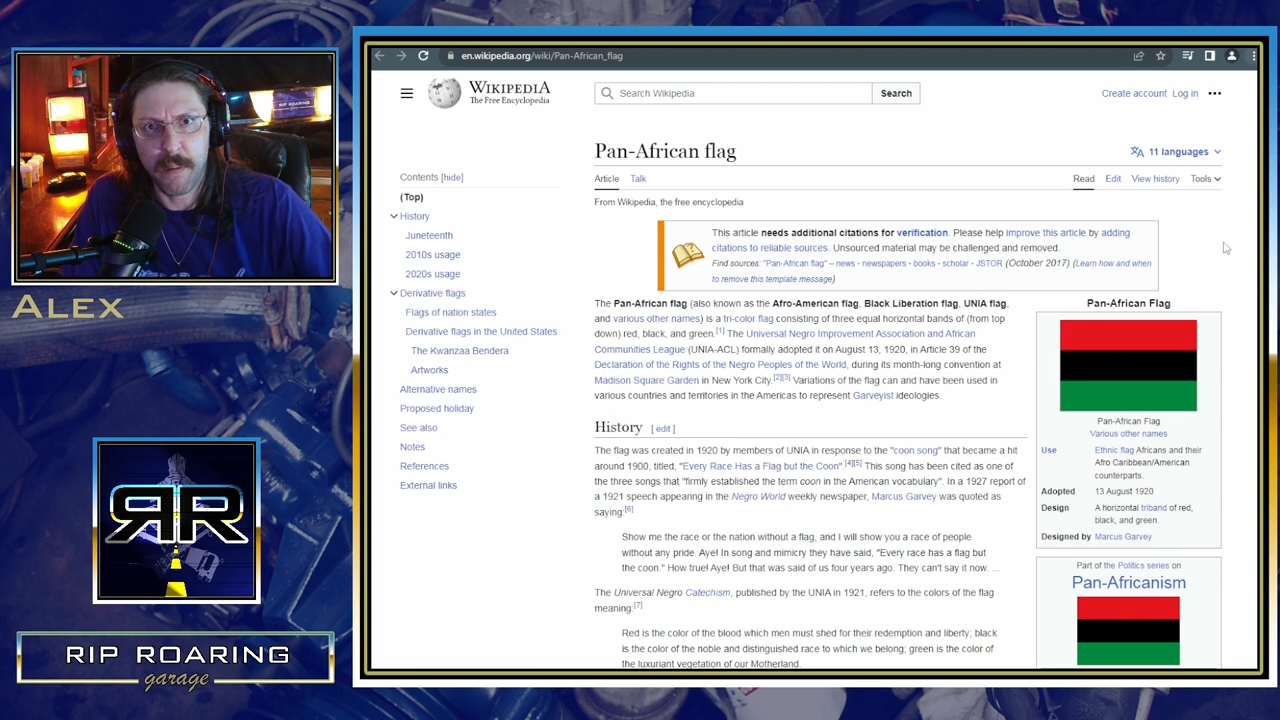 en.wikipedia.org/wiki/Pan-African_flag
WIKIPEDIA
The Free Encyclopedia
Search Wikipedia
Search
Create account
Log in
Pan-African flag
11 languages
Article
Talk
Read
Edit
View history
Tools
From Wikipedia, the free encyclopedia
Contents [hide]
(Top)
History
Juneteenth
2010s usage
2020s usage
Derivative flags
Flags of nation states
Derivative flags in the United States
The Kwanzaa Bendera
Artworks
Alternative names
Proposed holiday
See also
Notes
References
External links
This article needs additional citations for verification. Please help improve this article by adding
citations to reliable sources. Unsourced material may be challenged and removed.
Find sources: "Pan-African flag" – news · newspapers · books · scholar · JSTOR (October 2017) (Learn how and when
to remove this template message)
The Pan-African flag (also known as the Afro-American flag, Black Liberation flag, UNIA flag,
and various other names) is a tri-color flag consisting of three equal horizontal bands of (from top
down) red, black, and green.[1] The Universal Negro Improvement Association and African
Communities League (UNIA-ACL) formally adopted it on August 13, 1920, in Article 39 of the
Declaration of the Rights of the Negro Peoples of the World, during its month-long convention at
Madison Square Garden in New York City.[2][3] Variations of the flag can and have been used in
various countries and territories in the Americas to represent Garveyist ideologies.
History [ edit ]
The flag was created in 1920 by members of UNIA in response to the "coon song" that became a hit
around 1900, titled, "Every Race Has a Flag but the Coon".[4][5] This song has been cited as one of
the three songs that "firmly established the term coon in the American vocabulary". In a 1927 report of
a 1921 speech appearing in the Negro World weekly newspaper, Marcus Garvey was quoted as
saying:[6]
Show me the race or the nation without a flag, and I will show you a race of people
without any pride. Aye! In song and mimicry they have said, "Every race has a flag but
the coon." How true! Aye! But that was said of us four years ago. They can't say it now. ...
The Universal Negro Catechism, published by the UNIA in 1921, refers to the colors of the flag
meaning:[7]
Red is the color of the blood which men must shed for their redemption and liberty; black
is the color of the noble and distinguished race to which we belong; green is the color of
the luxuriant vegetation of our Motherland.
Pan-African Flag
Pan-African Flag
Various other names
Use Ethnic flag Africans and their
Afro Caribbean/American
counterparts.
Adopted 13 August 1920
Design A horizontal triband of red,
black, and green.
Designed by Marcus Garvey
Part of the Politics series on
Pan-Africanism
ALEX
RR
RIP ROARING
garage
RIP ROARING